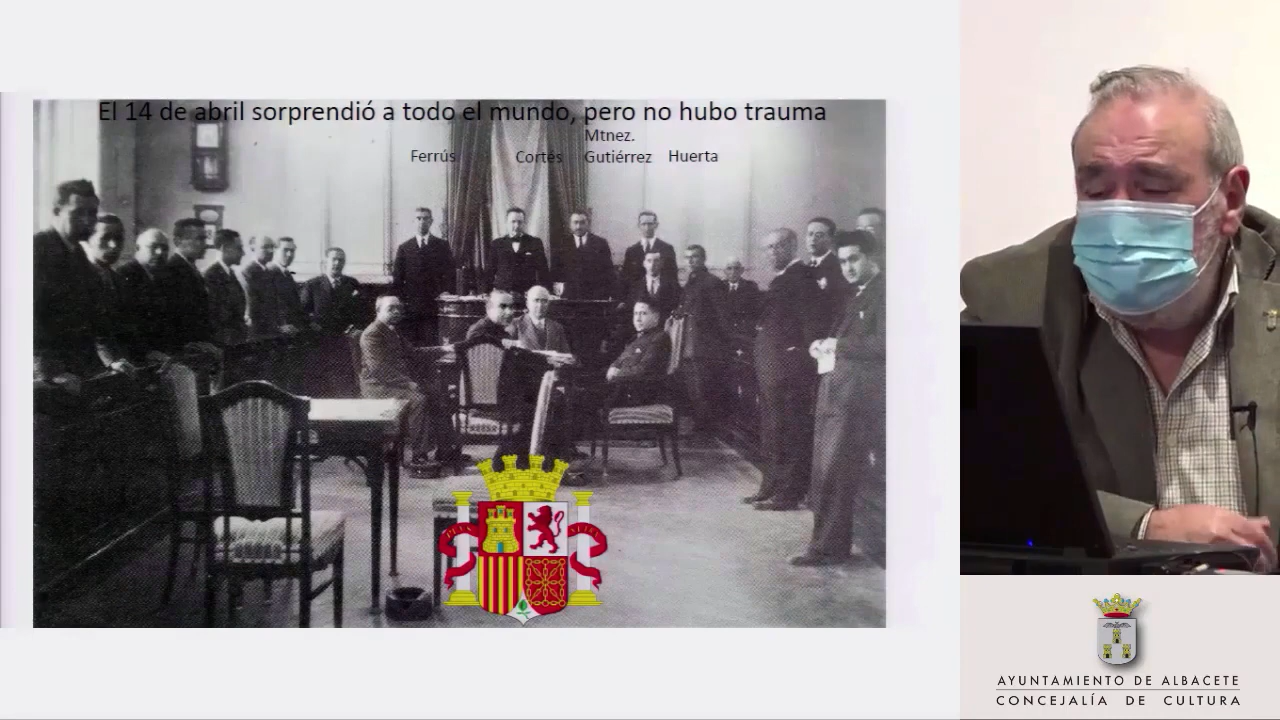 El 14 de abril sorprendió a todo el mundo, pero no hubo trauma
Mtnez.
Ferrús Cortés Gutiérrez Huerta
AYUNTAMIENTO DE ALBACETE
CONCEJALÍA DE CULTURA